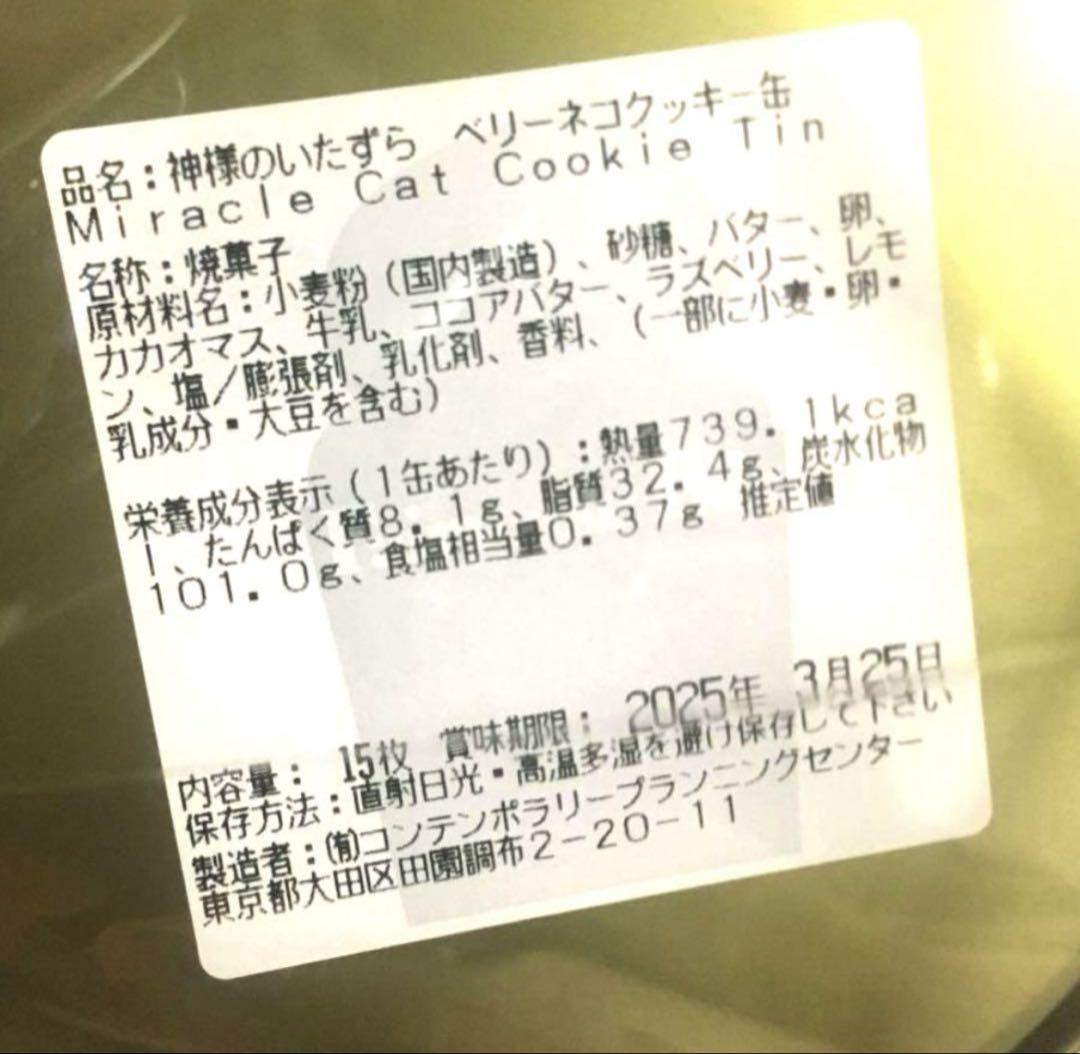 品名：神様のいたずら　ベリーネコクッキー缶
Ｍｉｒａｃｌｅ　Ｃａｔ　Ｃｏｏｋｉｅ　Ｔｉｎ
名称：焼菓子
原材料名：小麦粉（国内製造）、砂糖、バター、卵、
カカオマス、牛乳、ココアバター、ラズベリー、レモ
ン、塩／膨張剤、乳化剤、香料、（一部に小麦・卵・
乳成分・大豆を含む）
栄養成分表示（１缶あたり）：熱量７３９．１ｋｃａ
ｌ、たんぱく質８．１ｇ、脂質３２．４ｇ、炭水化物
１０１．０ｇ、食塩相当量０．３７ｇ　推定値
内容量：　15枚　賞味期限：　2025年　3月25日
保存方法：直射日光・高温多湿を避け保存して下さい
製造者：㈲コンテンポラリープランニングセンター
東京都大田区田園調布２－２０－１１